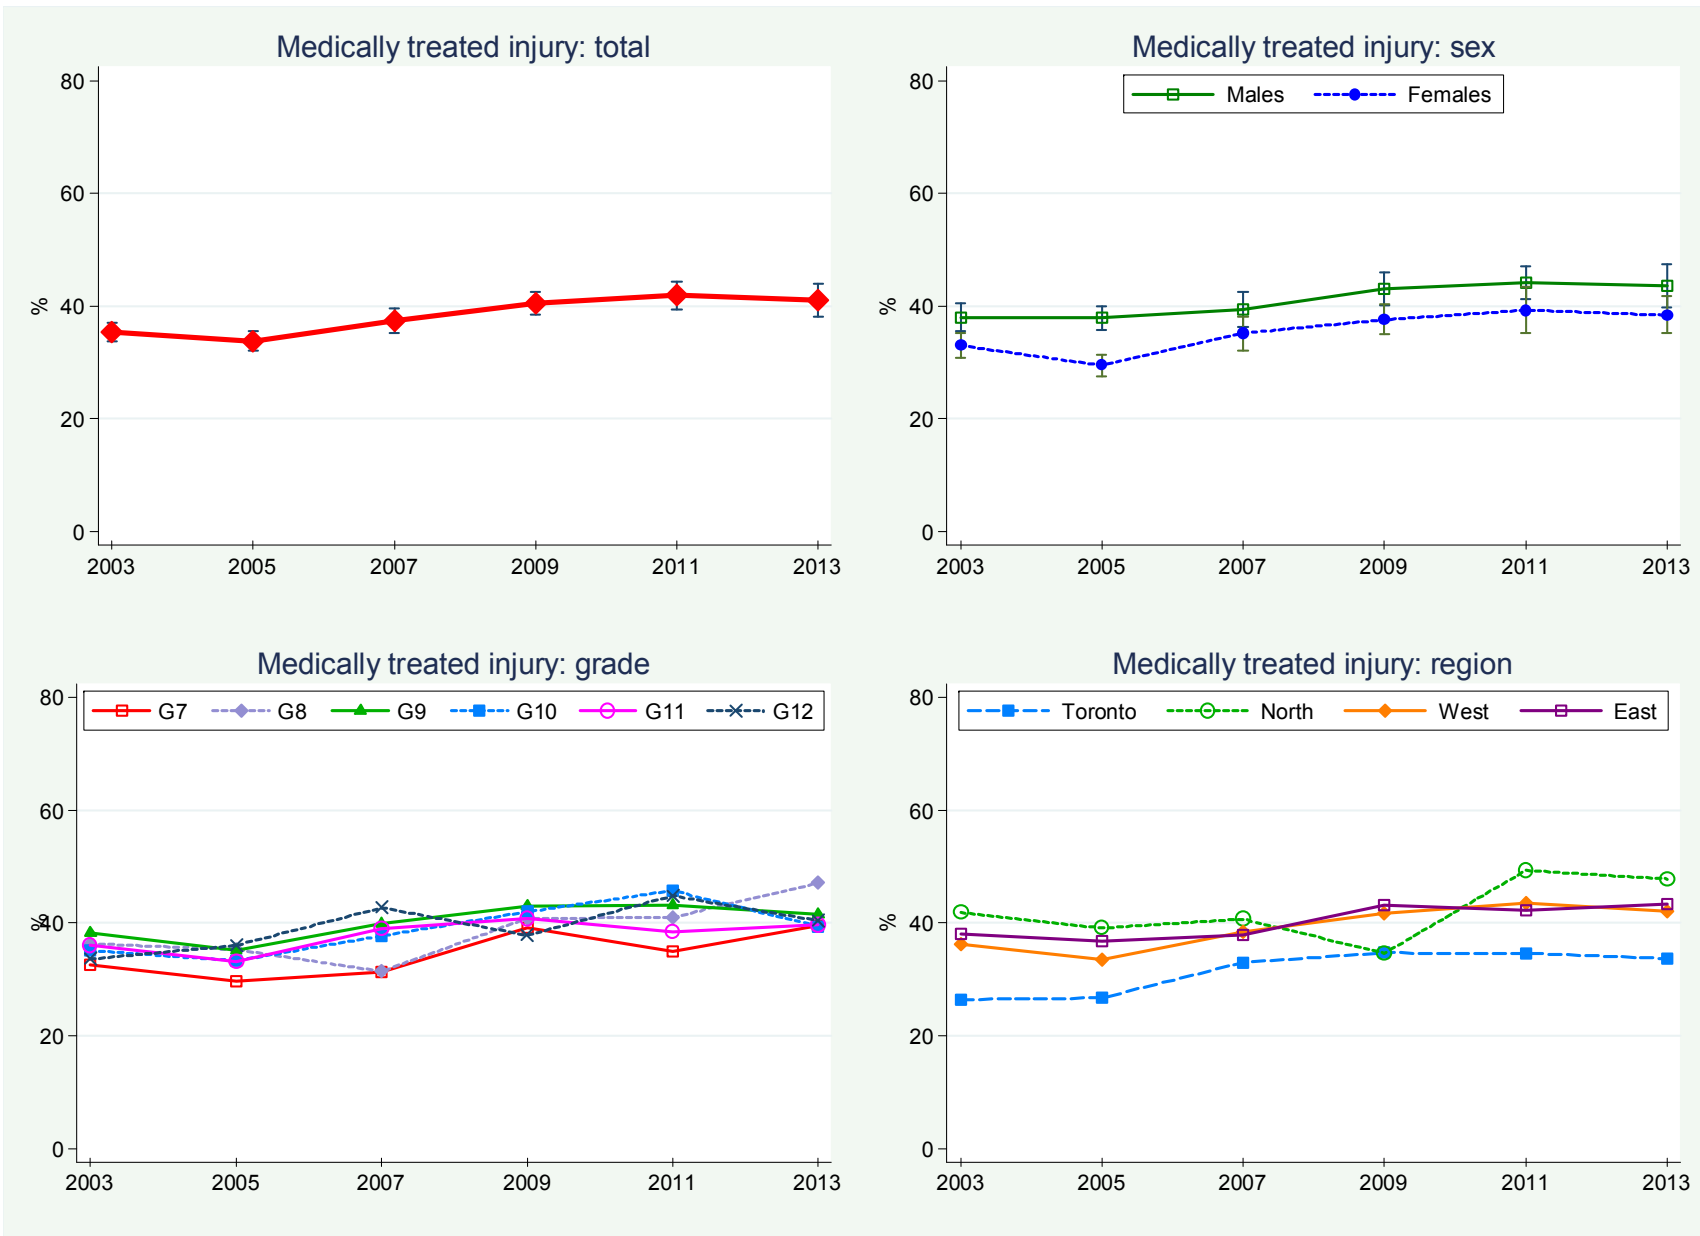 Medically treated injury: total
80
60
40
20
0
%
2003 2005 2007 2009 2011 2013
Medically treated injury: sex
Males Females
80
60
40
20
0
%
2003 2005 2007 2009 2011 2013
Medically treated injury: grade
G7 G8 G9 G10 G11 G12
80
60
40
20
0
%
2003 2005 2007 2009 2011 2013
Medically treated injury: region
Toronto North West East
80
60
40
20
0
%
2003 2005 2007 2009 2011 2013